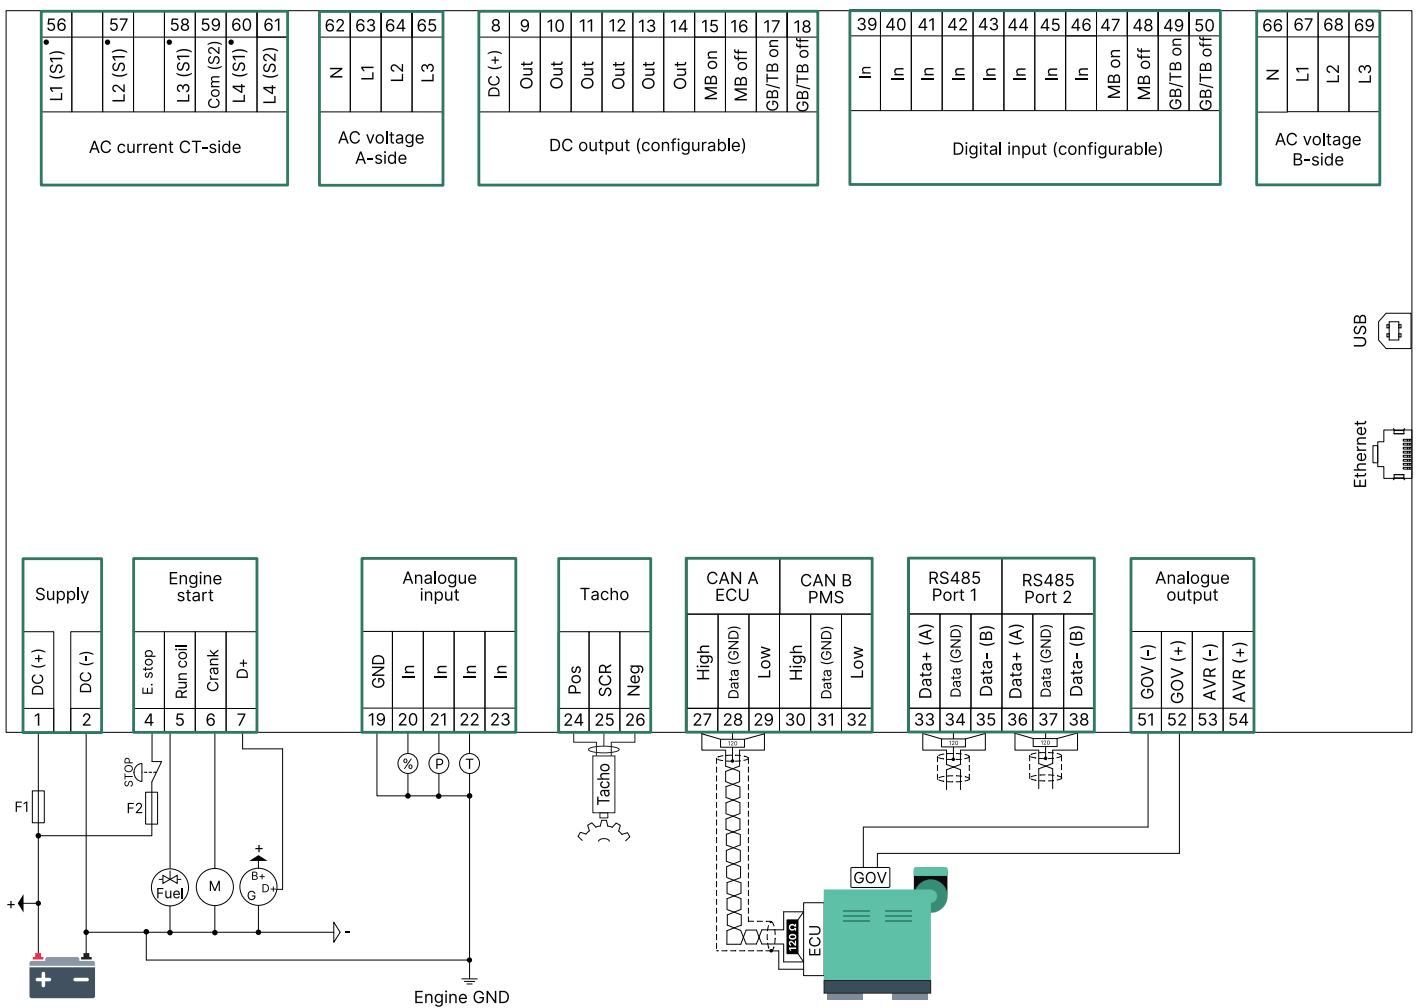 56 57 58 59 60 61
L1 (S1) L2 (S1) L3 (S1) Com (S2) L4 (S1) L4 (S2)
AC current CT-side
62 63 64 65
N L1 L2 L3
AC voltage
A-side
8 9 10 11 12 13 14 15 16 17 18
DC (+) Out Out Out Out Out Out MB on MB off GB/TB on GB/TB off
DC output (configurable)
39 40 41 42 43 44 45 46 47 48 49 50
In In In In In In In In MB on MB off GB/TB on GB/TB off
Digital input (configurable)
66 67 68 69
N L1 L2 L3
AC voltage
B-side
USB
Ethernet
Supply
DC (+) DC (-)
1 2
Engine
start
E. stop Run coil Crank D+
4 5 6 7
Analogue
input
GND In In In In
19 20 21 22 23
Tacho
Pos SCR Neg
24 25 26
CAN A
ECU
High Data (GND) Low
27 28 29
CAN B
PMS
High Data (GND) Low
30 31 32
RS485
Port 1
Data+ (A) Data (GND) Data- (B)
33 34 35
RS485
Port 2
Data+ (A) Data (GND) Data- (B)
36 37 38
Analogue
output
GOV (-) GOV (+) AVR (-) AVR (+)
51 52 53 54
120 120 120
STOP
% P T
F1
F2
Tacho
+
B+
D+
G
Fuel
M
GOV
+
-
120 Ω
ECU
+ −
Engine GND